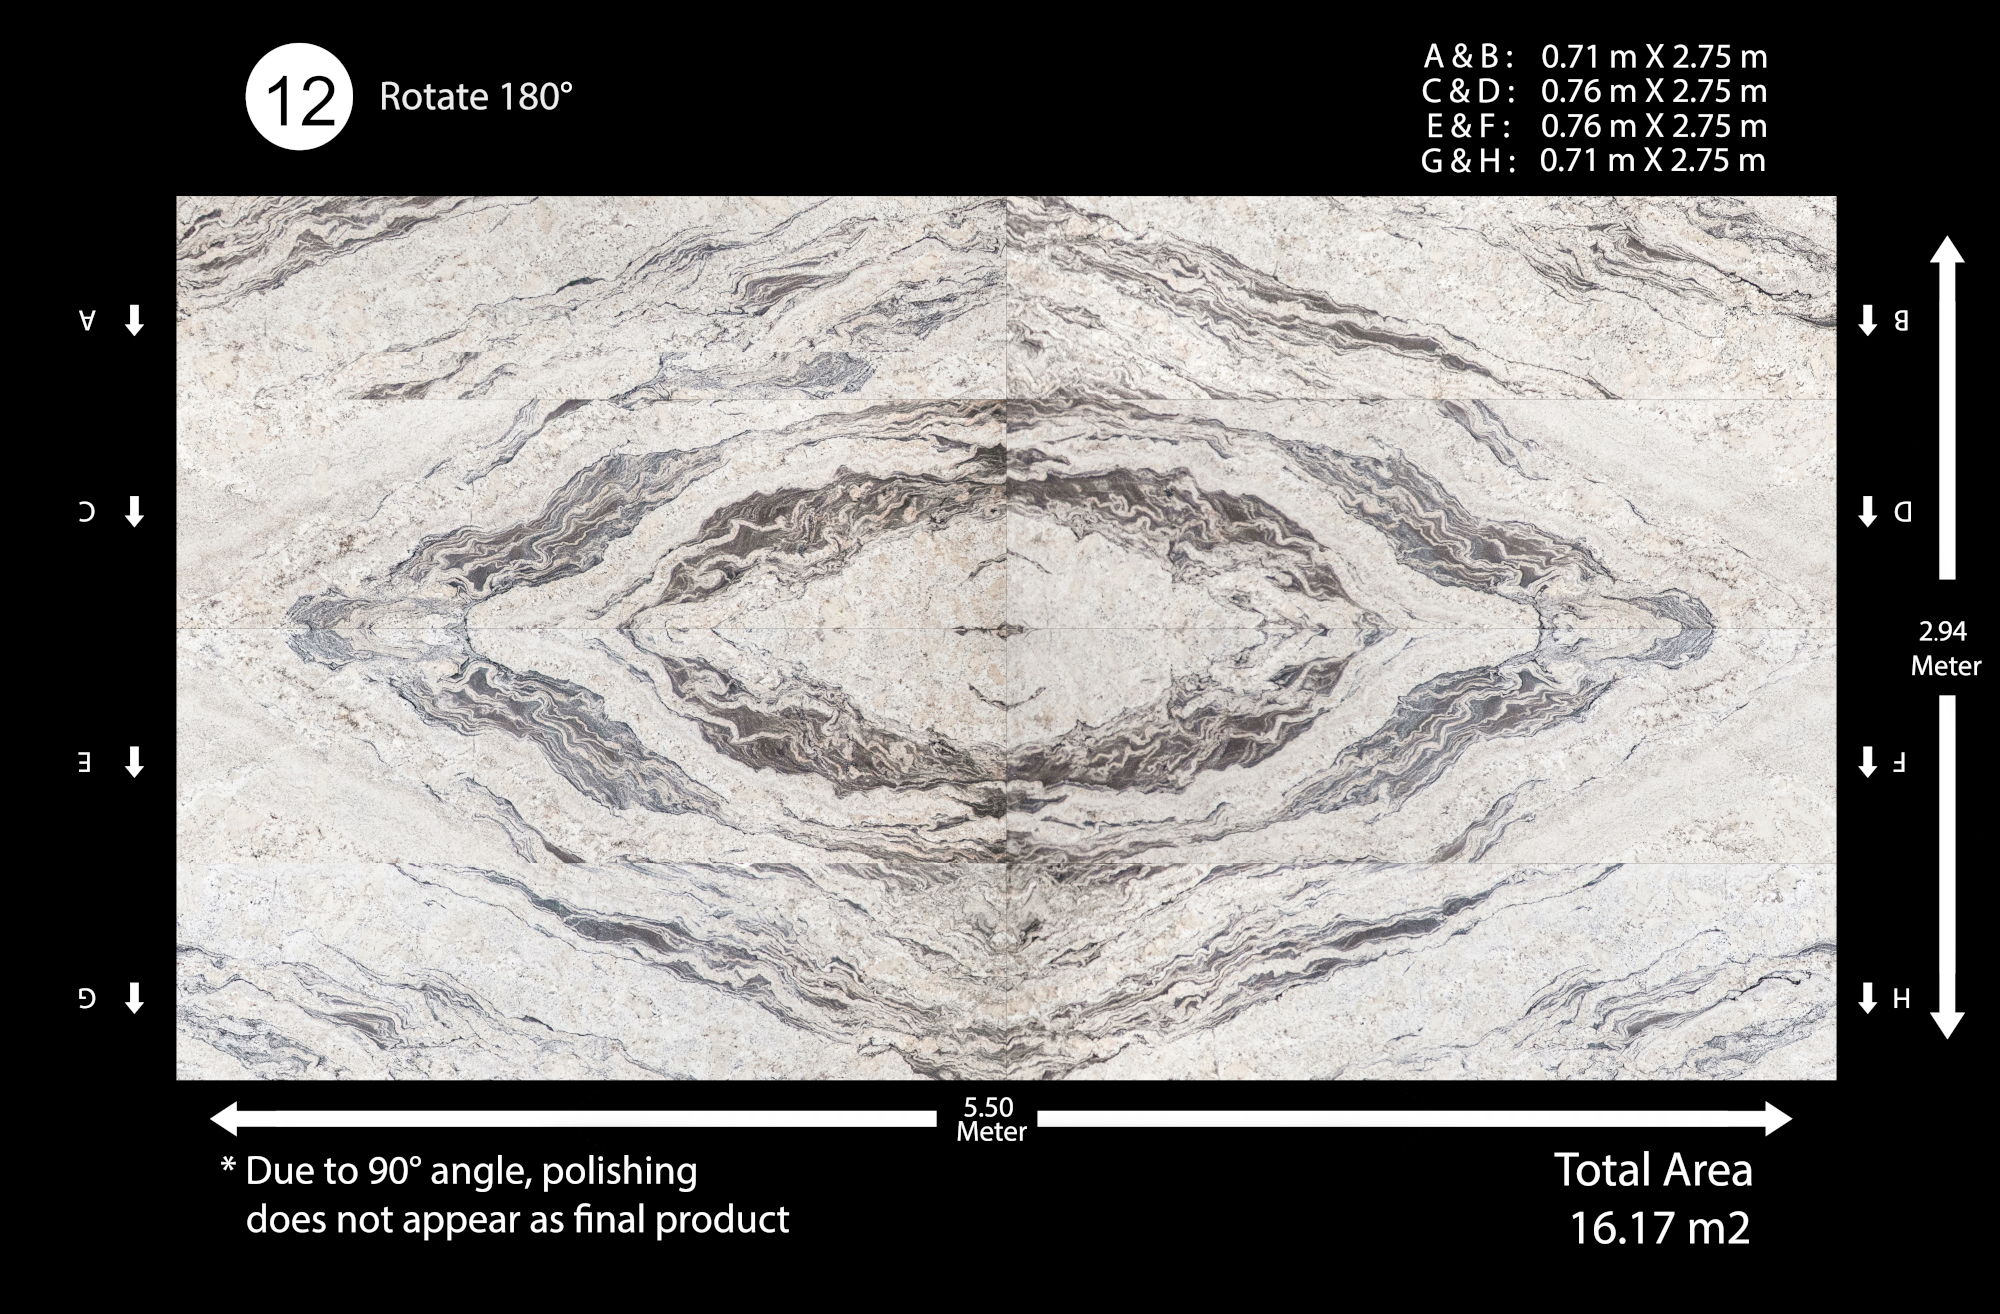 12 Rotate 180°
A & B : 0.71 m X 2.75 m
C & D : 0.76 m X 2.75 m
E & F : 0.76 m X 2.75 m
G & H : 0.71 m X 2.75 m
A
B
C
D
2.94
Meter
E
F
G
H
5.50
Meter
* Due to 90° angle, polishing
does not appear as final product
Total Area
16.17 m2